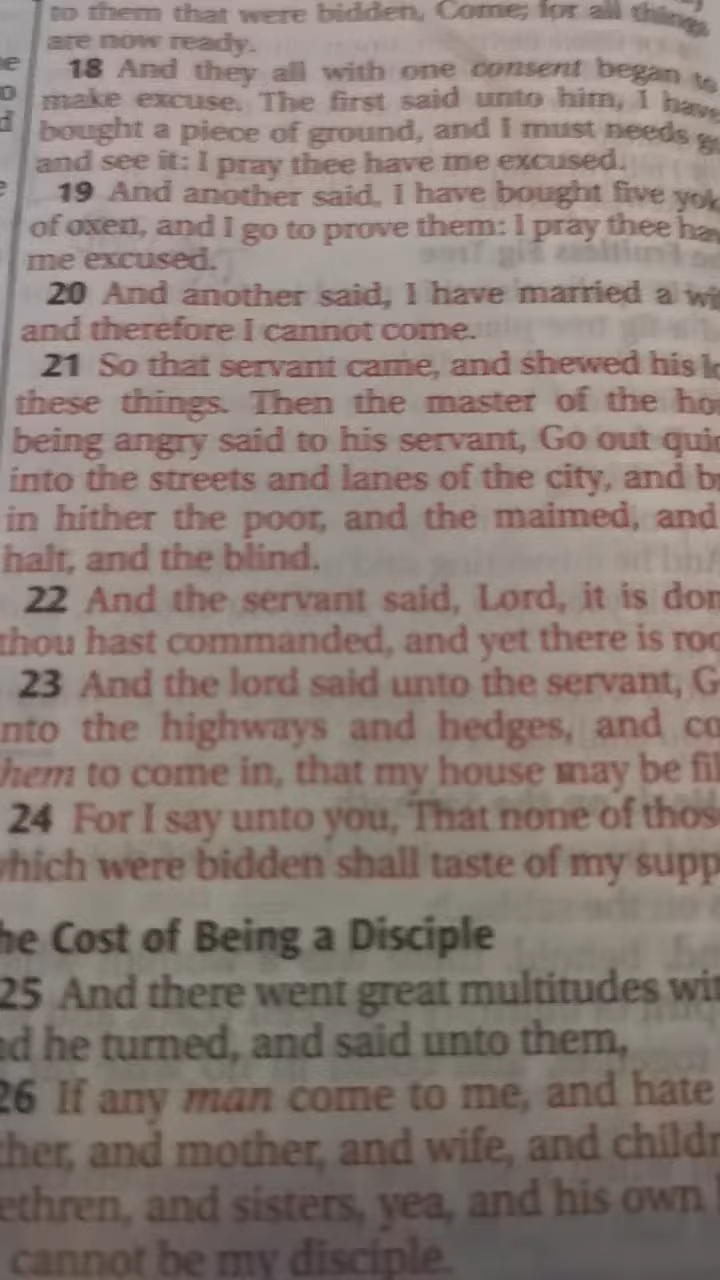 to them that were bidden, Come; for all things
are now ready.
18 And they all with one consent began to
make excuse. The first said unto him, I have
bought a piece of ground, and I must needs
and see it: I pray thee have me excused.
19 And another said, I have bought five
of oxen, and I go to prove them: I pray thee
me excused.
20 And another said, I have married a
and therefore I cannot come.
21 So that servant came, and shewed his
these things. Then the master of the
being angry said to his servant, Go out
into the streets and lanes of the city, and
in hither the poor, and the maimed, and
halt, and the blind.
22 And the servant said, Lord, it is
thou hast commanded, and yet there is
23 And the lord said unto the servant,
the highways and hedges, and
to come in, that my house may be
24 For I say unto you, That none of
which were bidden shall taste of my
Cost of Being a Disciple
25 And there went great multitudes
he turned, and said unto them,
26 If any man come to me, and hate
and mother, and wife, and
and sisters, yea, and his own
cannot be my disciple.